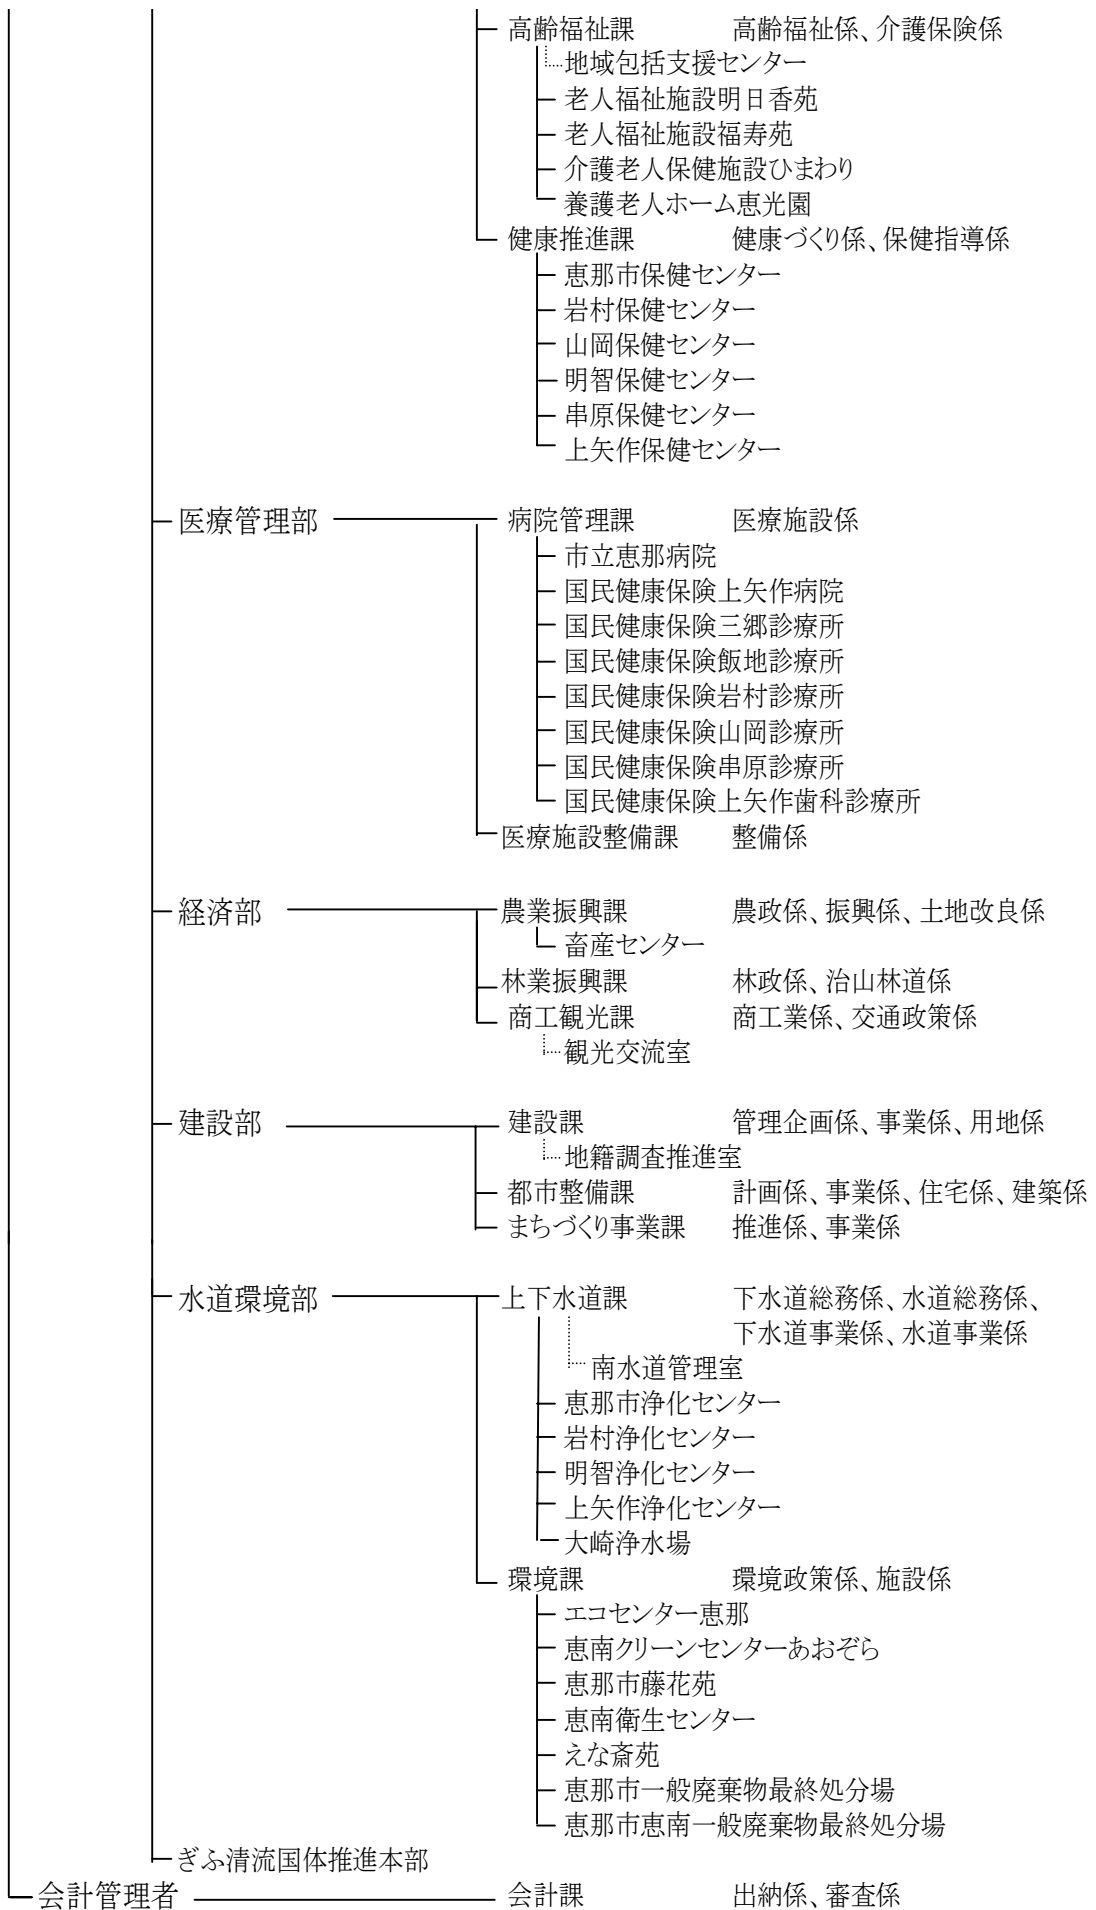 高齢福祉課 高齢福祉係、介護保険係
地域包括支援センター
老人福祉施設明日香苑
老人福祉施設福寿苑
介護老人保健施設ひまわり
養護老人ホーム恵光園
健康推進課 健康づくり係、保健指導係
恵那市保健センター
岩村保健センター
山岡保健センター
明智保健センター
串原保健センター
上矢作保健センター
医療管理部 病院管理課 医療施設係
市立恵那病院
国民健康保険上矢作病院
国民健康保険三郷診療所
国民健康保険飯地診療所
国民健康保険岩村診療所
国民健康保険山岡診療所
国民健康保険串原診療所
国民健康保険上矢作歯科診療所
医療施設整備課 整備係
経済部 農業振興課 農政係、振興係、土地改良係
畜産センター
林業振興課 林政係、治山林道係
商工観光課 商工業係、交通政策係
観光交流室
建設部 建設課 管理企画係、事業係、用地係
地籍調査推進室
都市整備課 計画係、事業係、住宅係、建築係
まちづくり事業課 推進係、事業係
水道環境部 上下水道課 下水道総務係、水道総務係、
下水道事業係、水道事業係
南水道管理室
恵那市浄化センター
岩村浄化センター
明智浄化センター
上矢作浄化センター
大崎浄水場
環境課 環境政策係、施設係
エコセンター恵那
恵南クリーンセンターあおぞら
恵那市藤花苑
恵南衛生センター
えな斎苑
恵那市一般廃棄物最終処分場
恵那市恵南一般廃棄物最終処分場
ぎふ清流国体推進本部
会計管理者 会計課 出納係、審査係